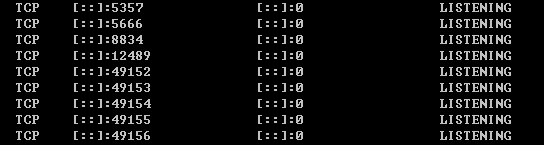 TCP [::]:5357 [::]:0 LISTENING
TCP [::]:5666 [::]:0 LISTENING
TCP [::]:8834 [::]:0 LISTENING
TCP [::]:12489 [::]:0 LISTENING
TCP [::]:49152 [::]:0 LISTENING
TCP [::]:49153 [::]:0 LISTENING
TCP [::]:49154 [::]:0 LISTENING
TCP [::]:49155 [::]:0 LISTENING
TCP [::]:49156 [::]:0 LISTENING